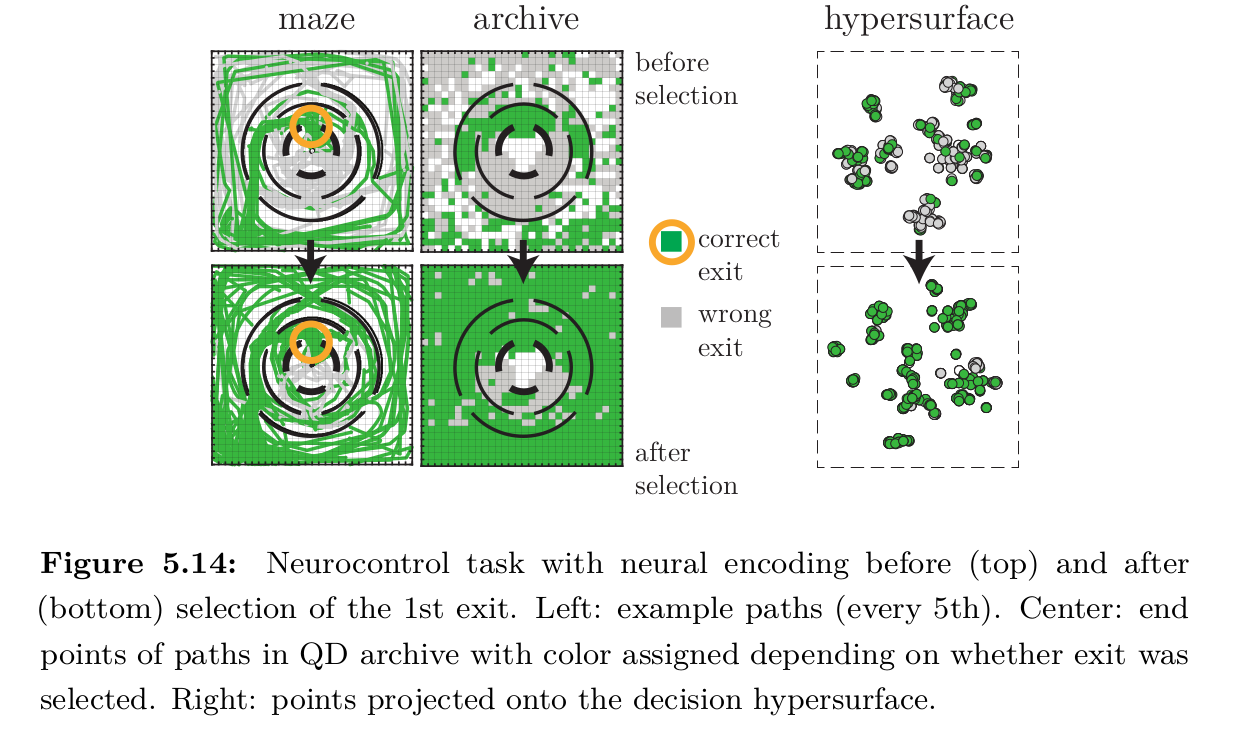 maze
archive
hypersurface
before
selection
correct
exit
wrong
exit
after
selection
Figure 5.14: Neurocontrol task with neural encoding before (top) and after
(bottom) selection of the 1st exit. Left: example paths (every 5th). Center: end
points of paths in QD archive with color assigned depending on whether exit was
selected. Right: points projected onto the decision hypersurface.